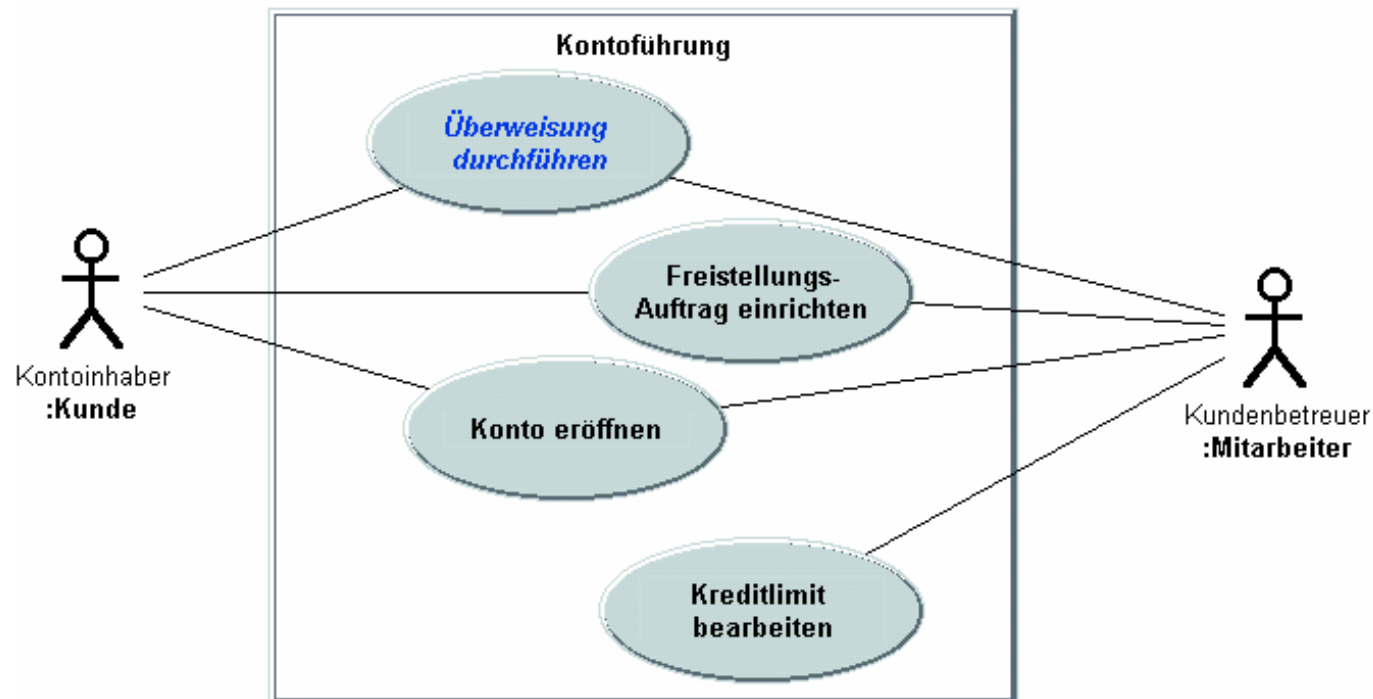 Kontoführung
Überweisung
durchführen
Freistellungs-
Auftrag einrichten
Kontoinhaber
:Kunde
Konto eröffnen
Kundenbetreuer
:Mitarbeiter
Kreditlimit
bearbeiten